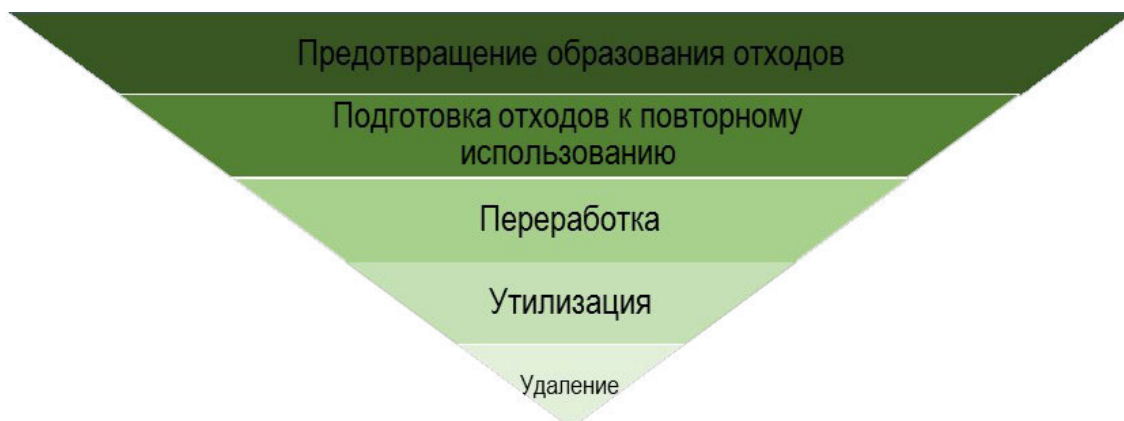 Предотвращение образования отходов
Подготовка отходов к повторному
использованию
Переработка
Утилизация
Удаление